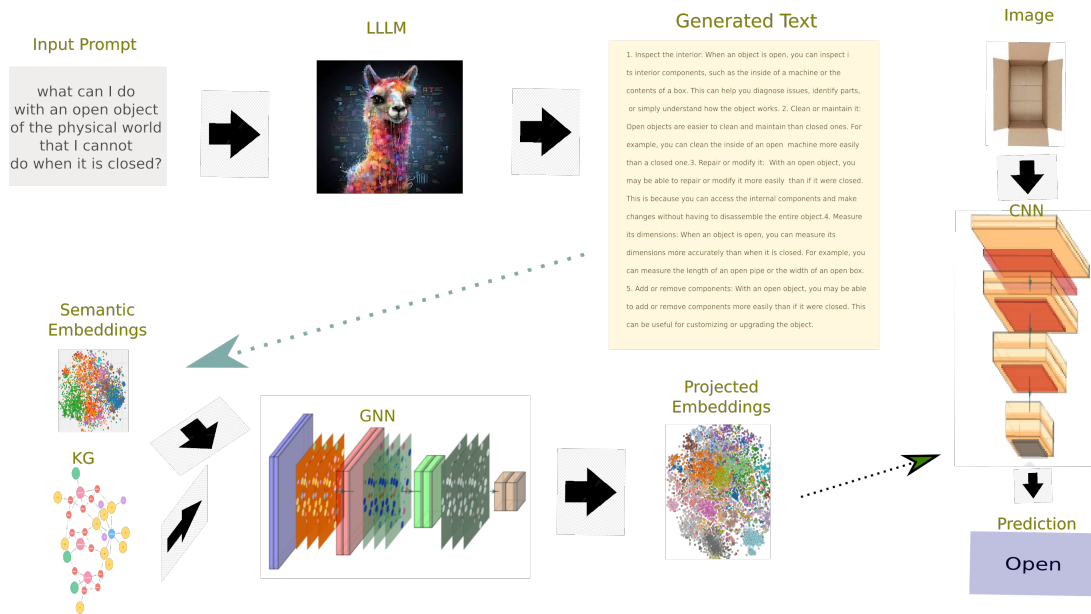 Input Prompt
what can I do
with an open object
of the physical world
that I cannot
do when it is closed?
LLLM
Generated Text
1. Inspect the interior: When an object is open, you can inspect i
ts interior components, such as the inside of a machine or the
contents of a box. This can help you diagnose issues, identify parts,
or simply understand how the object works. 2. Clean or maintain it:
Open objects are easier to clean and maintain than closed ones. For
example, you can clean the inside of an open machine more easily
than a closed one.3. Repair or modify it: With an open object, you
may be able to repair or modify it more easily than if it were closed.
This is because you can access the internal components and make
changes without having to disassemble the entire object.4. Measure
its dimensions: When an object is open, you can measure its
dimensions more accurately than when it is closed. For example, you
can measure the length of an open pipe or the width of an open box.
5. Add or remove components: With an open object, you may be able
to add or remove components more easily than if it were closed. This
can be useful for customizing or upgrading the object.
Image
CNN
Semantic
Embeddings
KG
GNN
Projected
Embeddings
Prediction
Open